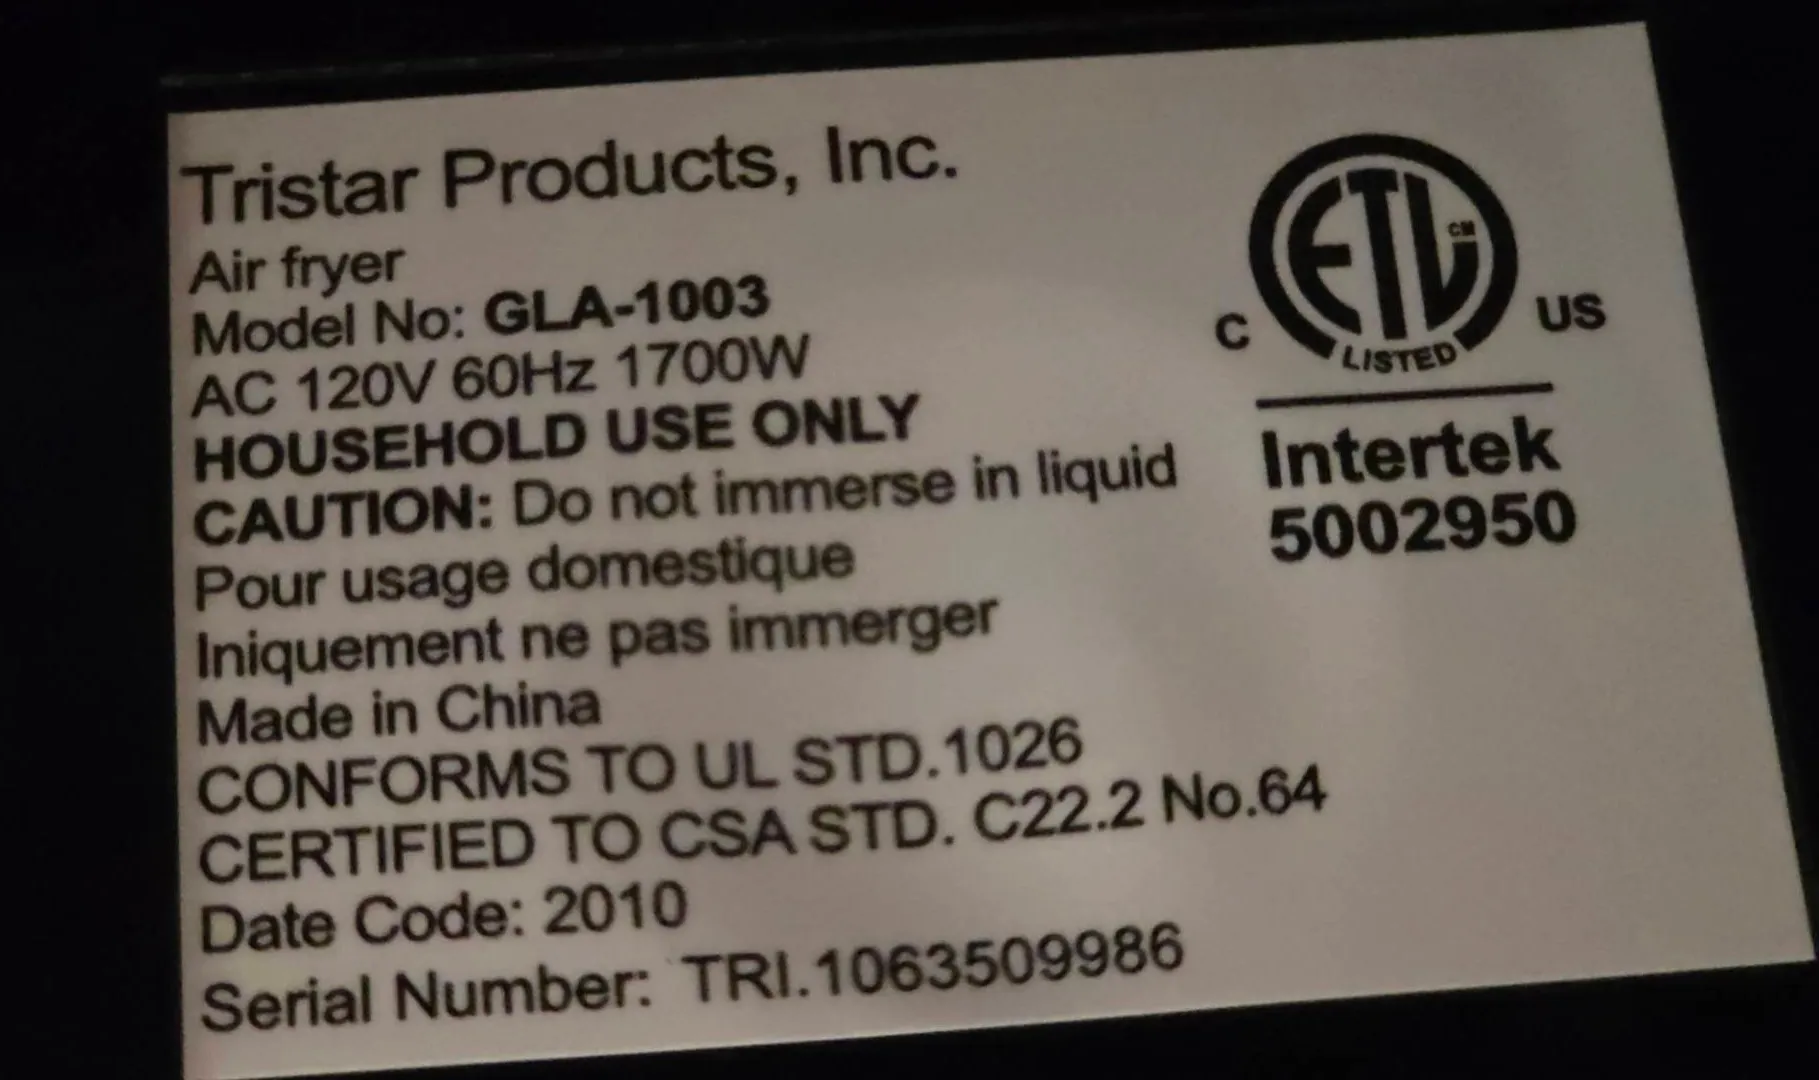 Tristar Products, Inc.
Air fryer
Model No: GLA-1003
AC 120V 60Hz 1700W
HOUSEHOLD USE ONLY
CAUTION: Do not immerse in liquid
Pour usage domestique
Iniquement ne pas immerger
Made in China
CONFORMS TO UL STD.1026
CERTIFIED TO CSA STD. C22.2 No.64
Date Code: 2010
Serial Number: TRI.1063509986
ETL CM
C US
LISTED
Intertek
5002950